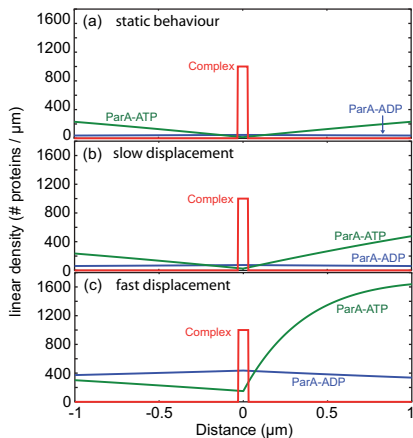 linear density (# proteins / μm)
(a) static behaviour
1600
1200
800
400
0
Complex
ParA-ATP
ParA-ADP
(b) slow displacement
1600
1200
800
400
0
Complex
ParA-ATP
ParA-ADP
(c) fast displacement
1600
1200
800
400
0
Complex
ParA-ATP
ParA-ADP
-1
-0.5
0
0.5
1
Distance (μm)